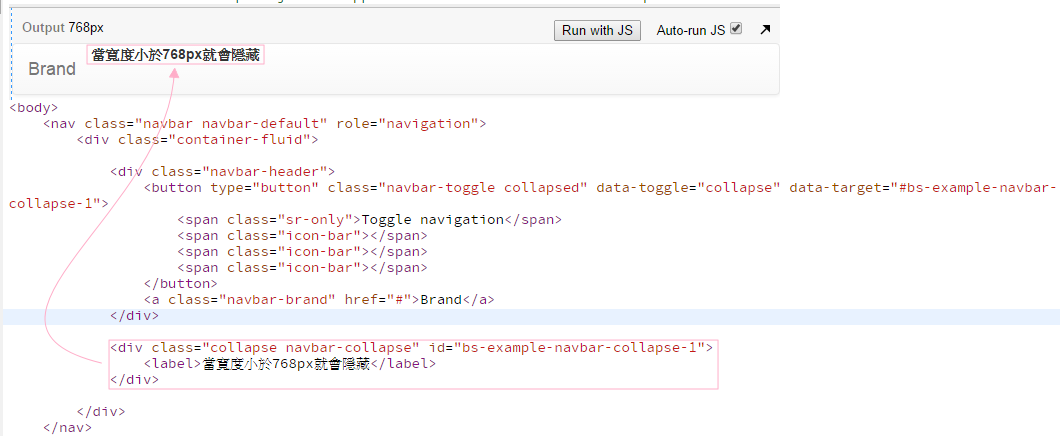 Output 768px
Run with JS
Auto-run JS
當寬度小於768px就會隱藏
Brand
<body>
<nav class="navbar navbar-default" role="navigation">
<div class="container-fluid">
<div class="navbar-header">
<button type="button" class="navbar-toggle collapsed" data-toggle="collapse" data-target="#bs-example-navbar-
collapse-1">
<span class="sr-only">Toggle navigation</span>
<span class="icon-bar"></span>
<span class="icon-bar"></span>
<span class="icon-bar"></span>
</button>
<a class="navbar-brand" href="#">Brand</a>
</div>
<div class="collapse navbar-collapse" id="bs-example-navbar-collapse-1">
<label>當寬度小於768px就會隱藏</label>
</div>
</div>
</nav>